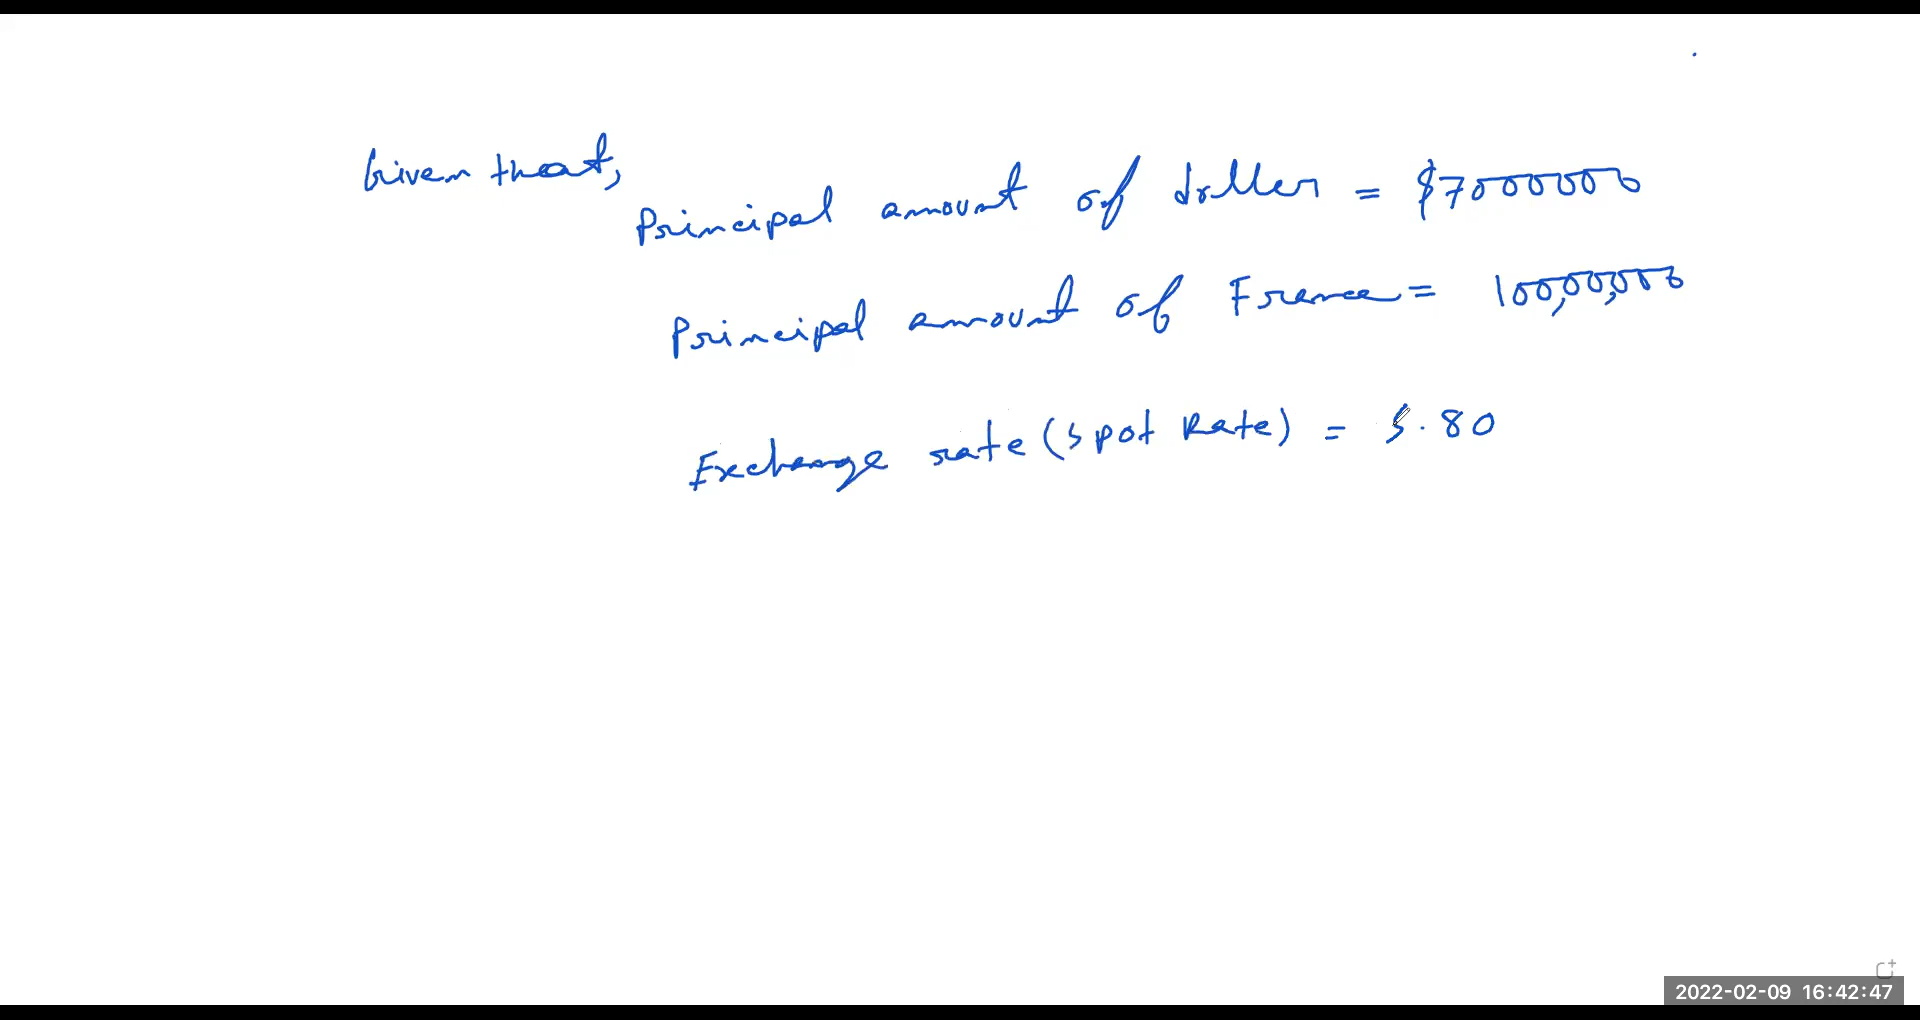 Given that,
Principal amount of doller = $7000000
Principal amount of France = 100,00,000
Exchange rate (Spot Rate) = 5.80
2022-02-09 16:42:47